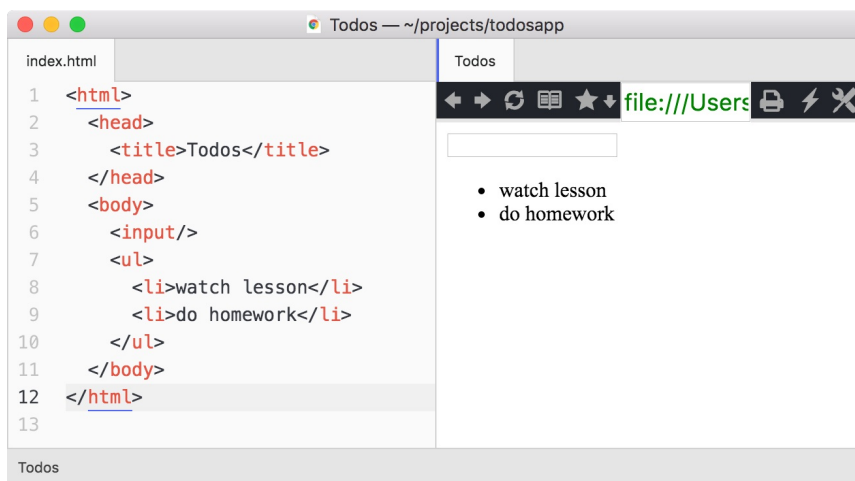 Todos — ~/projects/todosapp
index.html
1 <html>
2   <head>
3     <title>Todos</title>
4   </head>
5   <body>
6     <input/>
7     <ul>
8       <li>watch lesson</li>
9       <li>do homework</li>
10     </ul>
11   </body>
12 </html>
13
Todos
file:///Users
watch lesson
do homework
Todos